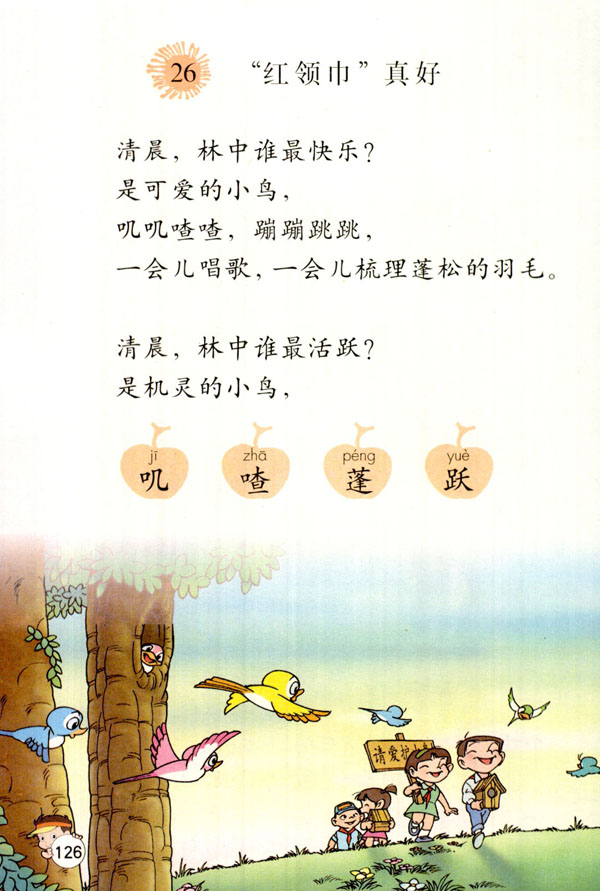 26 “红领巾”真好
清晨，林中谁最快乐？
是可爱的小鸟，
叽叽喳喳，蹦蹦跳跳，
一会儿唱歌，一会儿梳理蓬松的羽毛。
清晨，林中谁最活跃？
是机灵的小鸟，
jī zhā péng yuè
叽 喳 蓬 跃
请爱护小
126